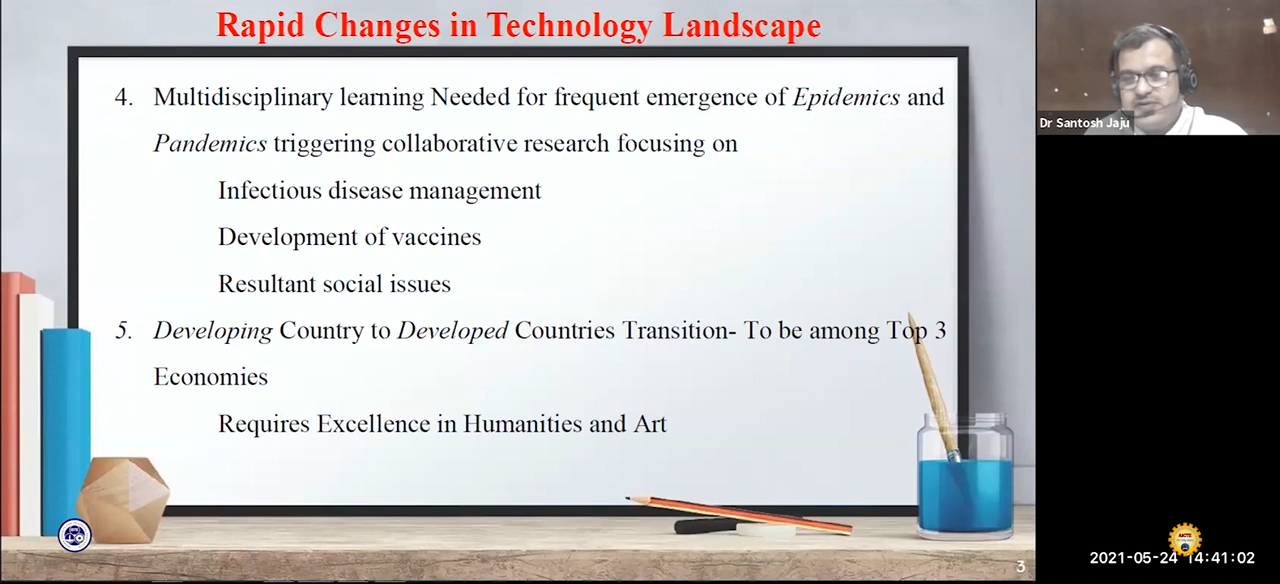 Rapid Changes in Technology Landscape
4. Multidisciplinary learning Needed for frequent emergence of Epidemics and
Pandemics triggering collaborative research focusing on
Infectious disease management
Development of vaccines
Resultant social issues
5. Developing Country to Developed Countries Transition- To be among Top 3
Economies
Requires Excellence in Humanities and Art
3
Dr Santosh Jaju
AICTE
2021-05-24 14:41:02